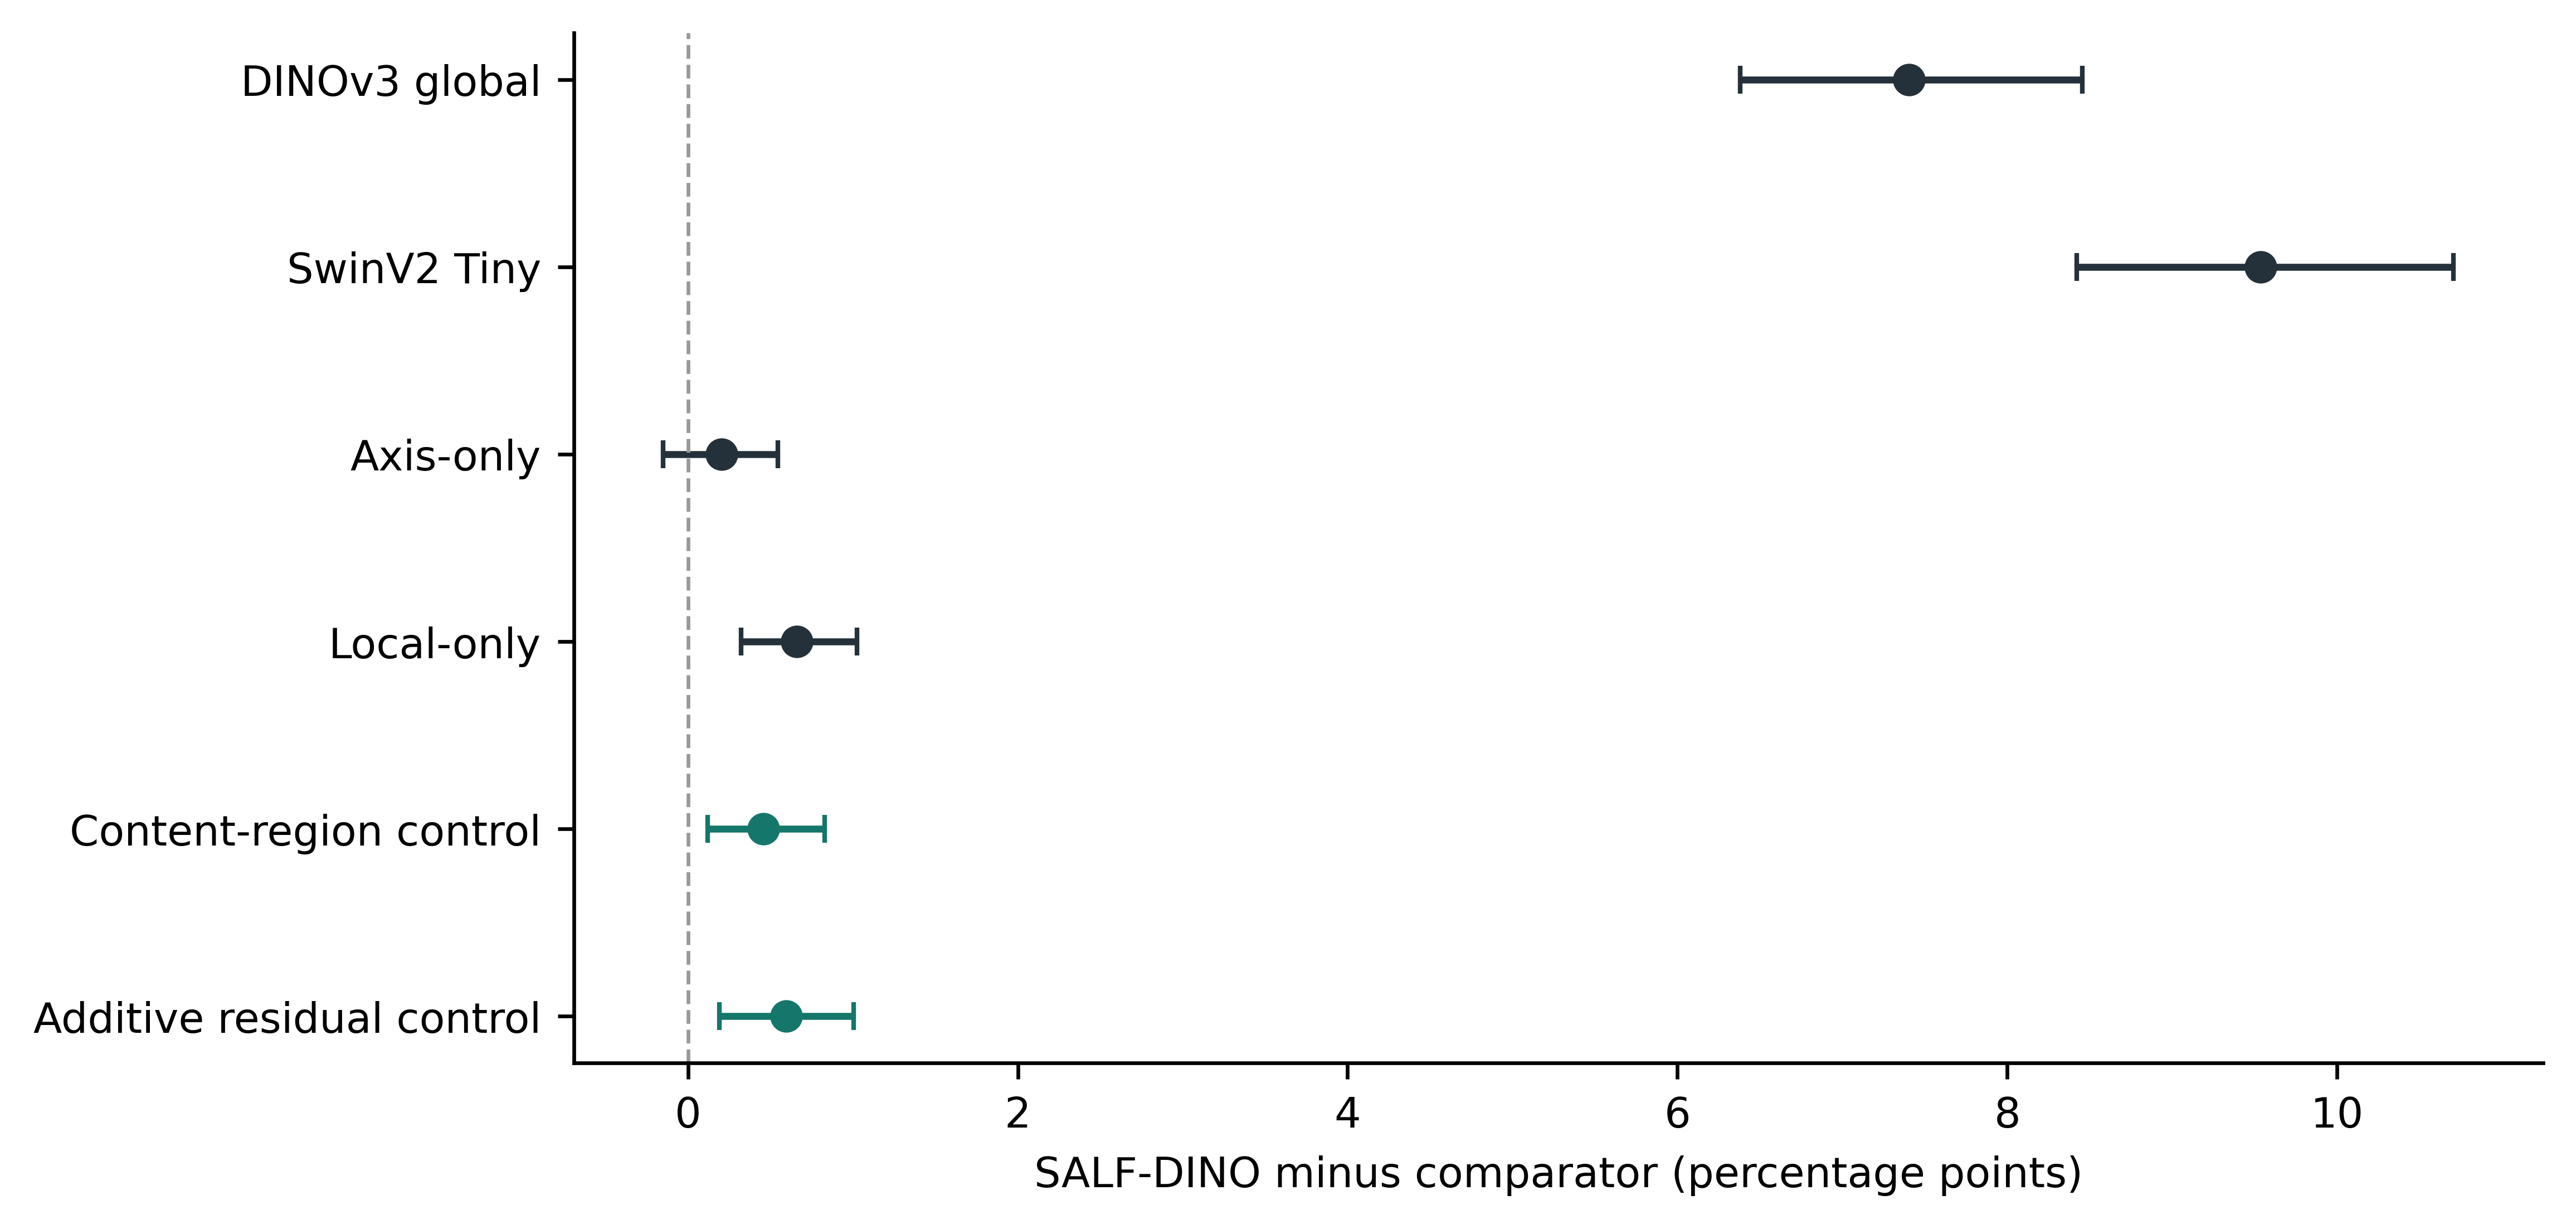 DINOv3 global
SwinV2 Tiny
Axis-only
Local-only
Content-region control
Additive residual control
0 2 4 6 8 10
SALF-DINO minus comparator (percentage points)